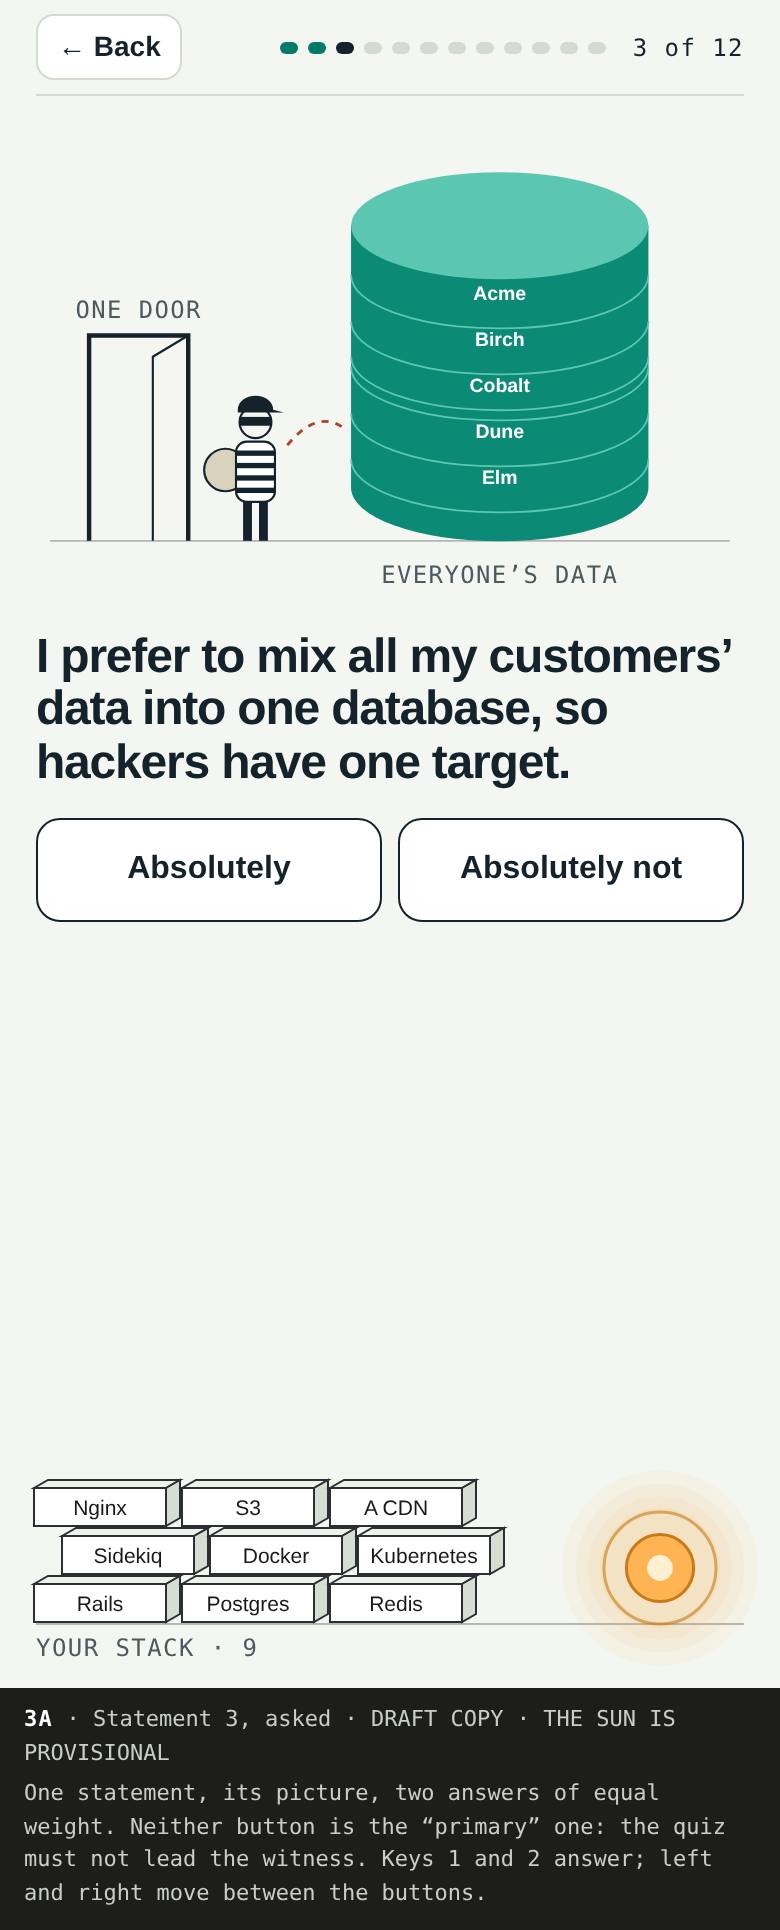 ← Back
3 of 12
ONE DOOR
Acme
Birch
Cobalt
Dune
Elm
EVERYONE’S DATA
I prefer to mix all my customers’
data into one database, so
hackers have one target.
Absolutely
Absolutely not
Nginx
S3
A CDN
Sidekiq
Docker
Kubernetes
Rails
Postgres
Redis
YOUR STACK · 9
3A · Statement 3, asked · DRAFT COPY · THE SUN IS
PROVISIONAL
One statement, its picture, two answers of equal
weight. Neither button is the “primary” one: the quiz
must not lead the witness. Keys 1 and 2 answer; left
and right move between the buttons.